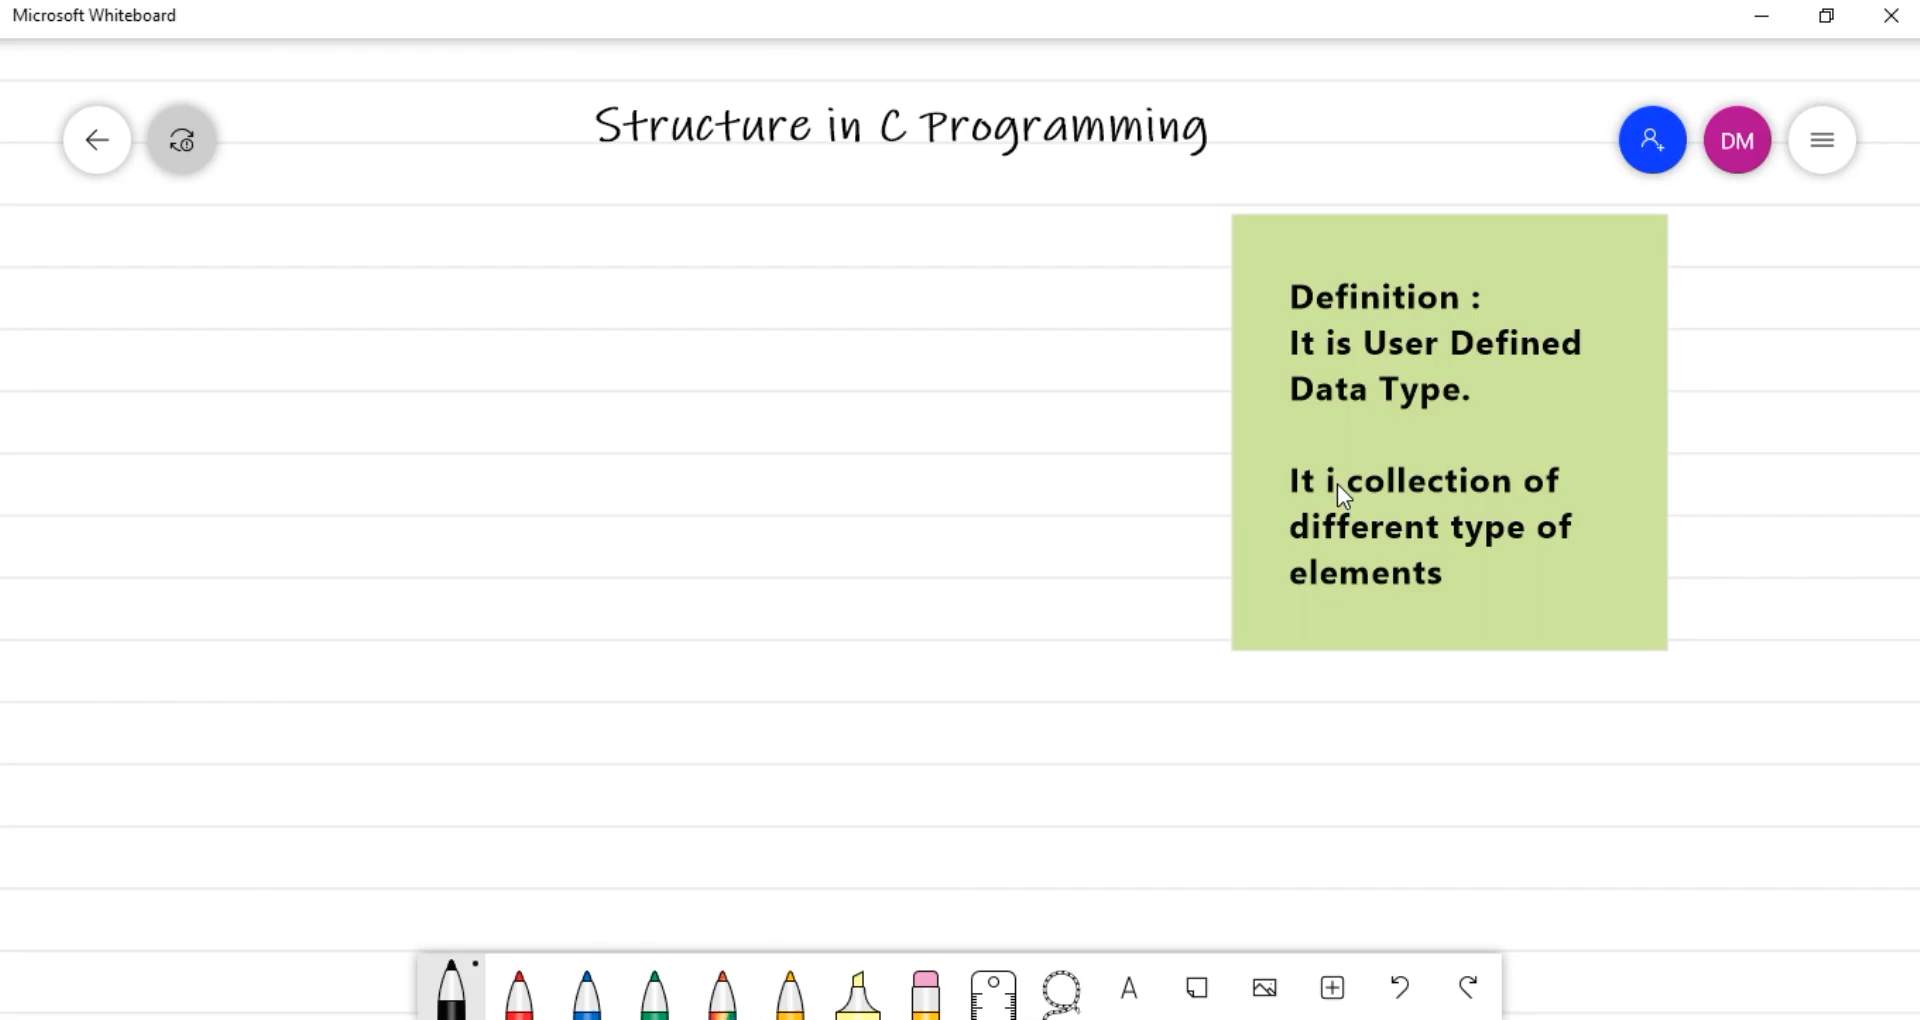 Microsoft Whiteboard
Structure in C Programming
DM
Definition :
It is User Defined
Data Type.
It i collection of
different type of
elements
A